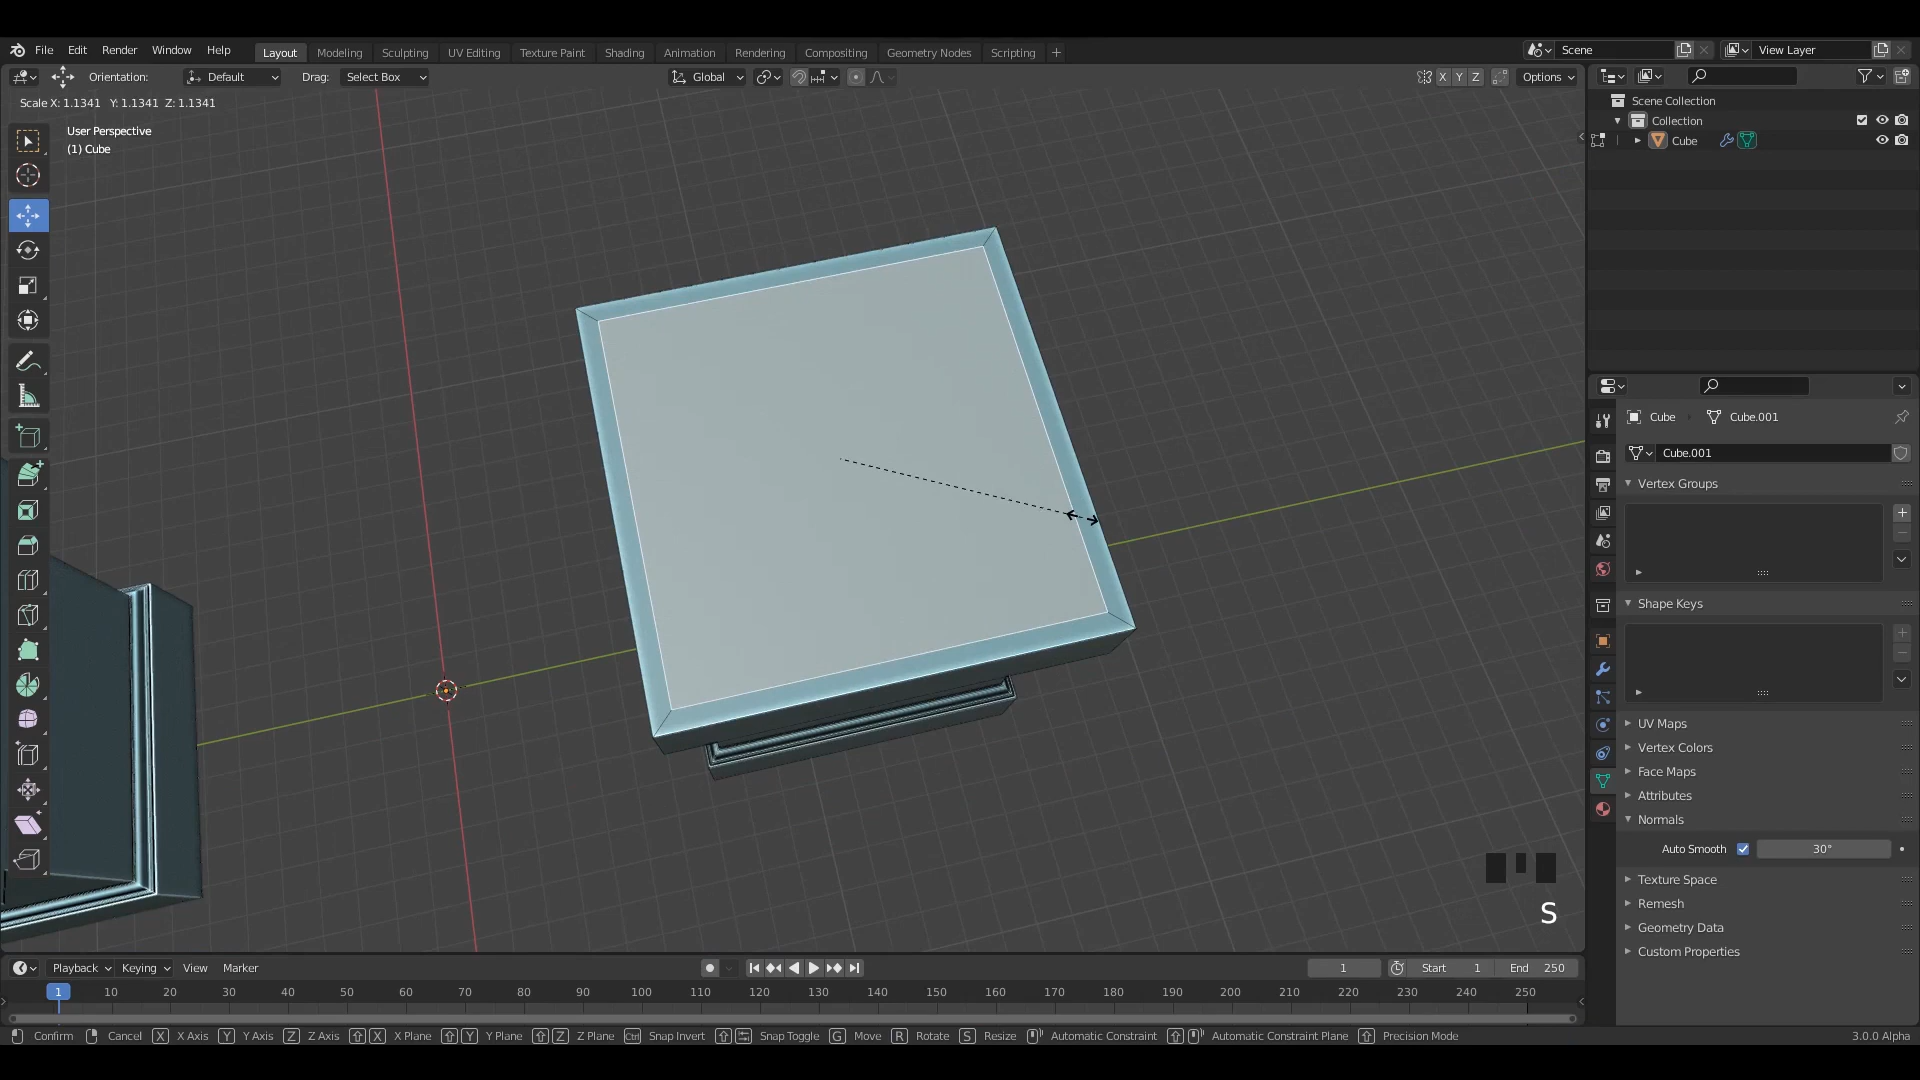 File Edit Render Window Help Layout Modeling Sculpting UV Editing Texture Paint Shading Animation Rendering Compositing Geometry Nodes Scripting + Scene View Layer
Orientation: Default Drag: Select Box Global X Y Z Options
Scale X: 1.1341 Y: 1.1341 Z: 1.1341
User Perspective
(1) Cube
Scene Collection
Collection
Cube
Cube Cube.001
Cube.001
Vertex Groups
Shape Keys
UV Maps
Vertex Colors
Face Maps
Attributes
Normals
Auto Smooth 30°
Texture Space
Remesh
Geometry Data
Custom Properties
S
Playback Keying View Marker 1 Start 1 End 250
1 10 20 30 40 50 60 70 80 90 100 110 120 130 140 150 160 170 180 190 200 210 220 230 240 250
Confirm Cancel X X Axis Y Y Axis Z Z Axis X X Plane Y Y Plane Z Z Plane Ctrl Snap Invert Snap Toggle G Move R Rotate S Resize Automatic Constraint Automatic Constraint Plane Precision Mode 3.0.0 Alpha